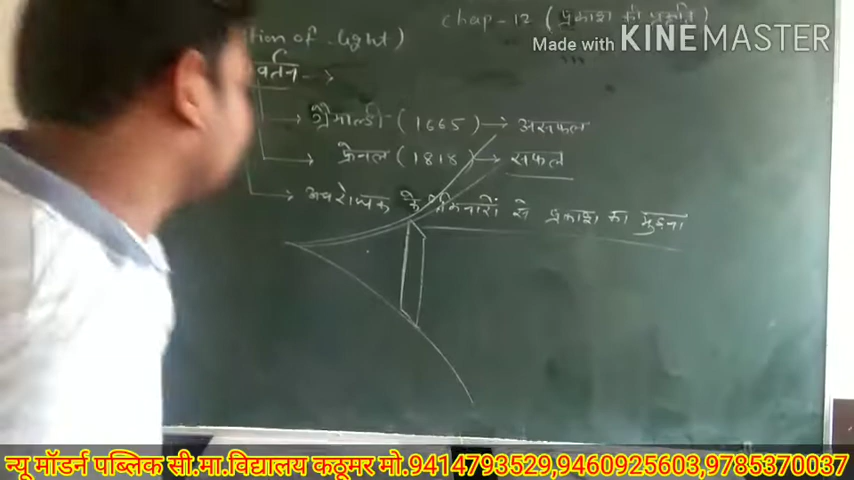 Chap-12 (प्रकाश की प्रकृति)
tion of light)
Made with KINEMASTER
वर्तन →
→ ग्रेमाल्डी - (1665) → असफल
→ फ्रेनल (1818) → सफल
→ अवरोधक के किनारों से प्रकाश का मुड़ना
न्यू मॉडर्न पब्लिक सी.मा.विद्यालय कठूमर मो.9414793529,9460925603,9785370037